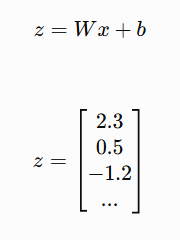 z = Wx + b
z = [
2.3
0.5
−1.2
...
]